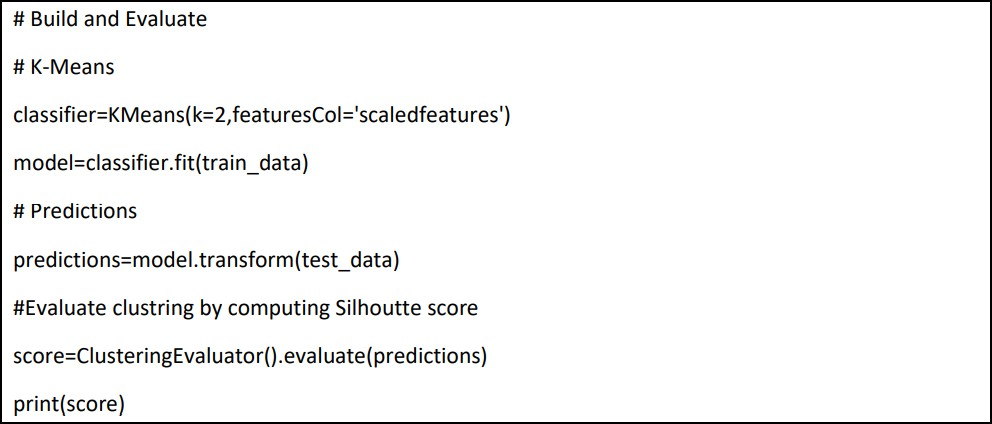 # Build and Evaluate
# K-Means
classifier=KMeans(k=2,featuresCol='scaledfeatures')
model=classifier.fit(train_data)
# Predictions
predictions=model.transform(test_data)
#Evaluate clustring by computing Silhoutte score
score=ClusteringEvaluator().evaluate(predictions)
print(score)